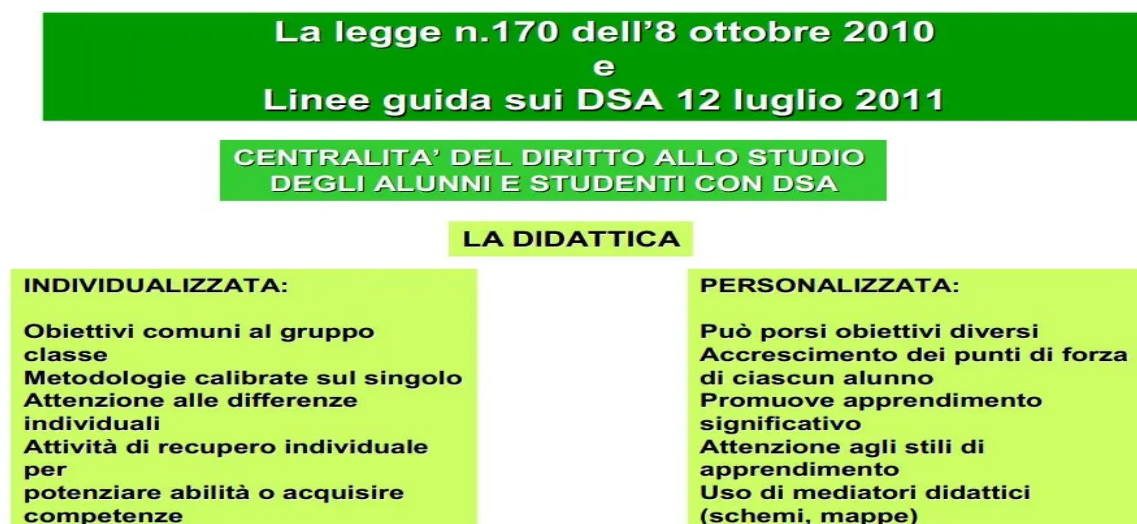 La legge n.170 dell’8 ottobre 2010
e
Linee guida sui DSA 12 luglio 2011
CENTRALITA’ DEL DIRITTO ALLO STUDIO
DEGLI ALUNNI E STUDENTI CON DSA
LA DIDATTICA
INDIVIDUALIZZATA:
Obiettivi comuni al gruppo
classe
Metodologie calibrate sul singolo
Attenzione alle differenze
individuali
Attività di recupero individuale
per
potenziare abilità o acquisire
competenze
PERSONALIZZATA:
Può porsi obiettivi diversi
Accrescimento dei punti di forza
di ciascun alunno
Promuove apprendimento
significativo
Attenzione agli stili di
apprendimento
Uso di mediatori didattici
(schemi, mappe)